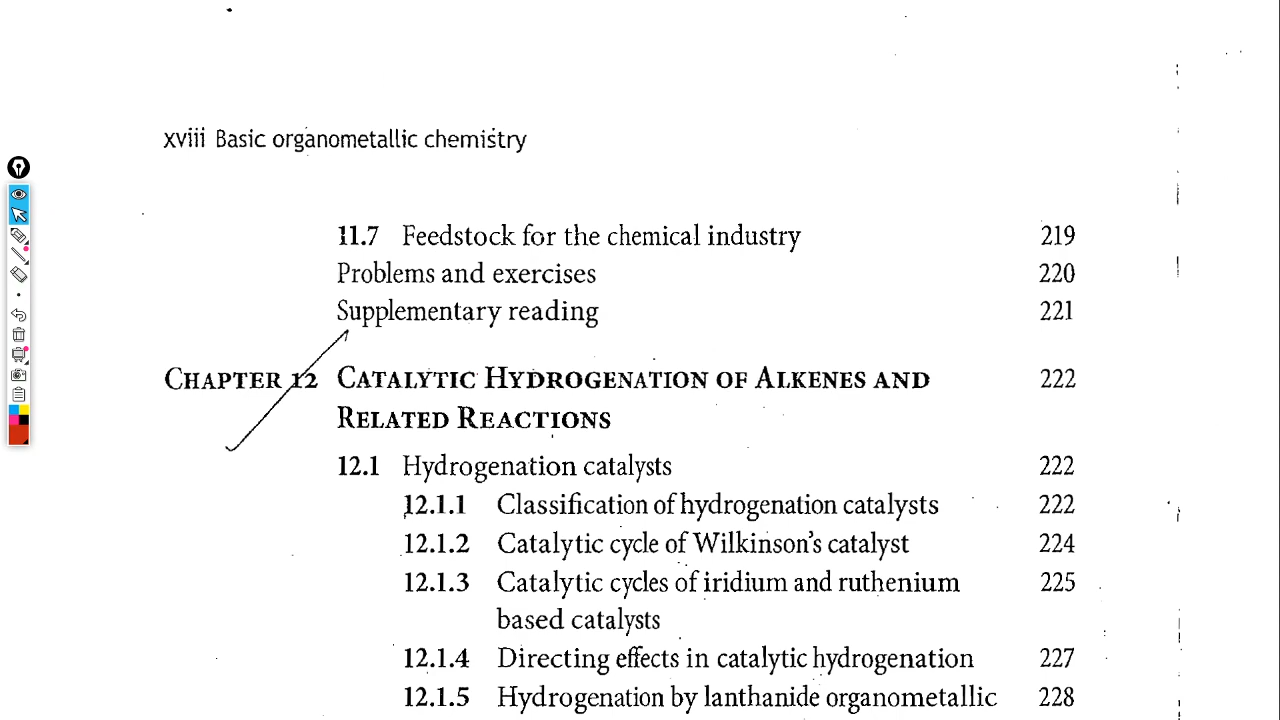 xviii Basic organometallic chemistry
11.7 Feedstock for the chemical industry 219
Problems and exercises 220
Supplementary reading 221
CHAPTER 12 CATALYTIC HYDROGENATION OF ALKENES AND 222
RELATED REACTIONS
12.1 Hydrogenation catalysts 222
12.1.1 Classification of hydrogenation catalysts 222
12.1.2 Catalytic cycle of Wilkinson's catalyst 224
12.1.3 Catalytic cycles of iridium and ruthenium 225
based catalysts
12.1.4 Directing effects in catalytic hydrogenation 227
12.1.5 Hydrogenation by lanthanide organometallic 228